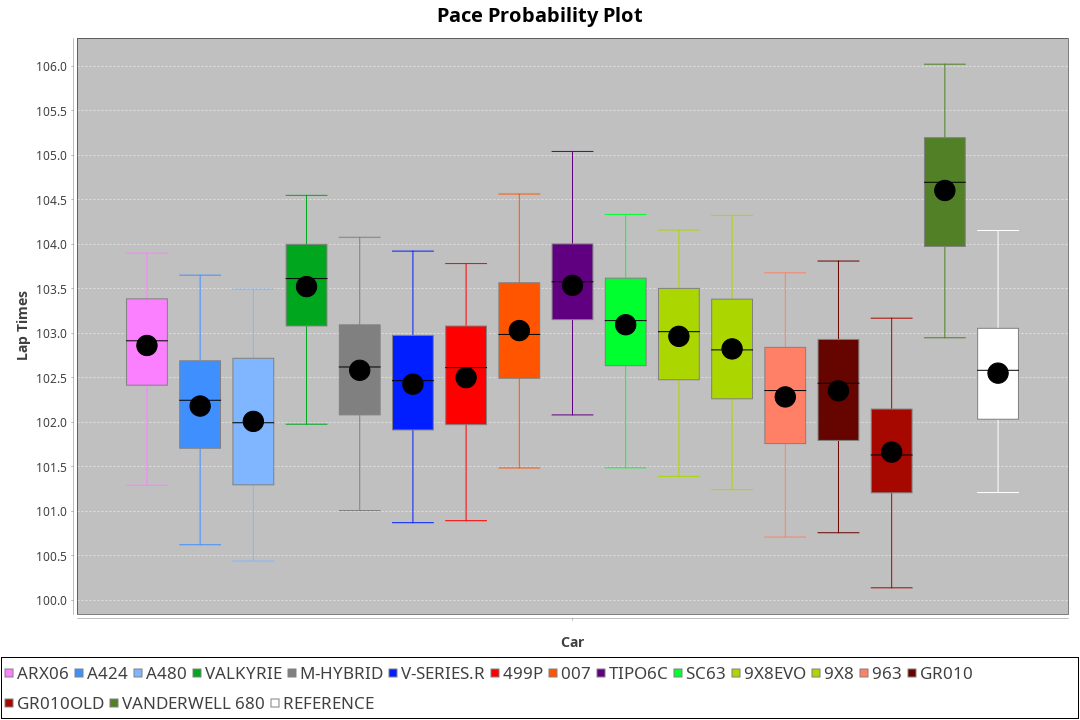 Pace Probability Plot
106.0
105.5
105.0
104.5
104.0
103.5
103.0
102.5
102.0
101.5
101.0
100.5
100.0
Lap Times
Car
ARX06 A424 A480 VALKYRIE M-HYBRID V-SERIES.R 499P 007 TIPO6C SC63 9X8EVO 9X8 963 GR010
GR010OLD VANDERWELL 680 REFERENCE